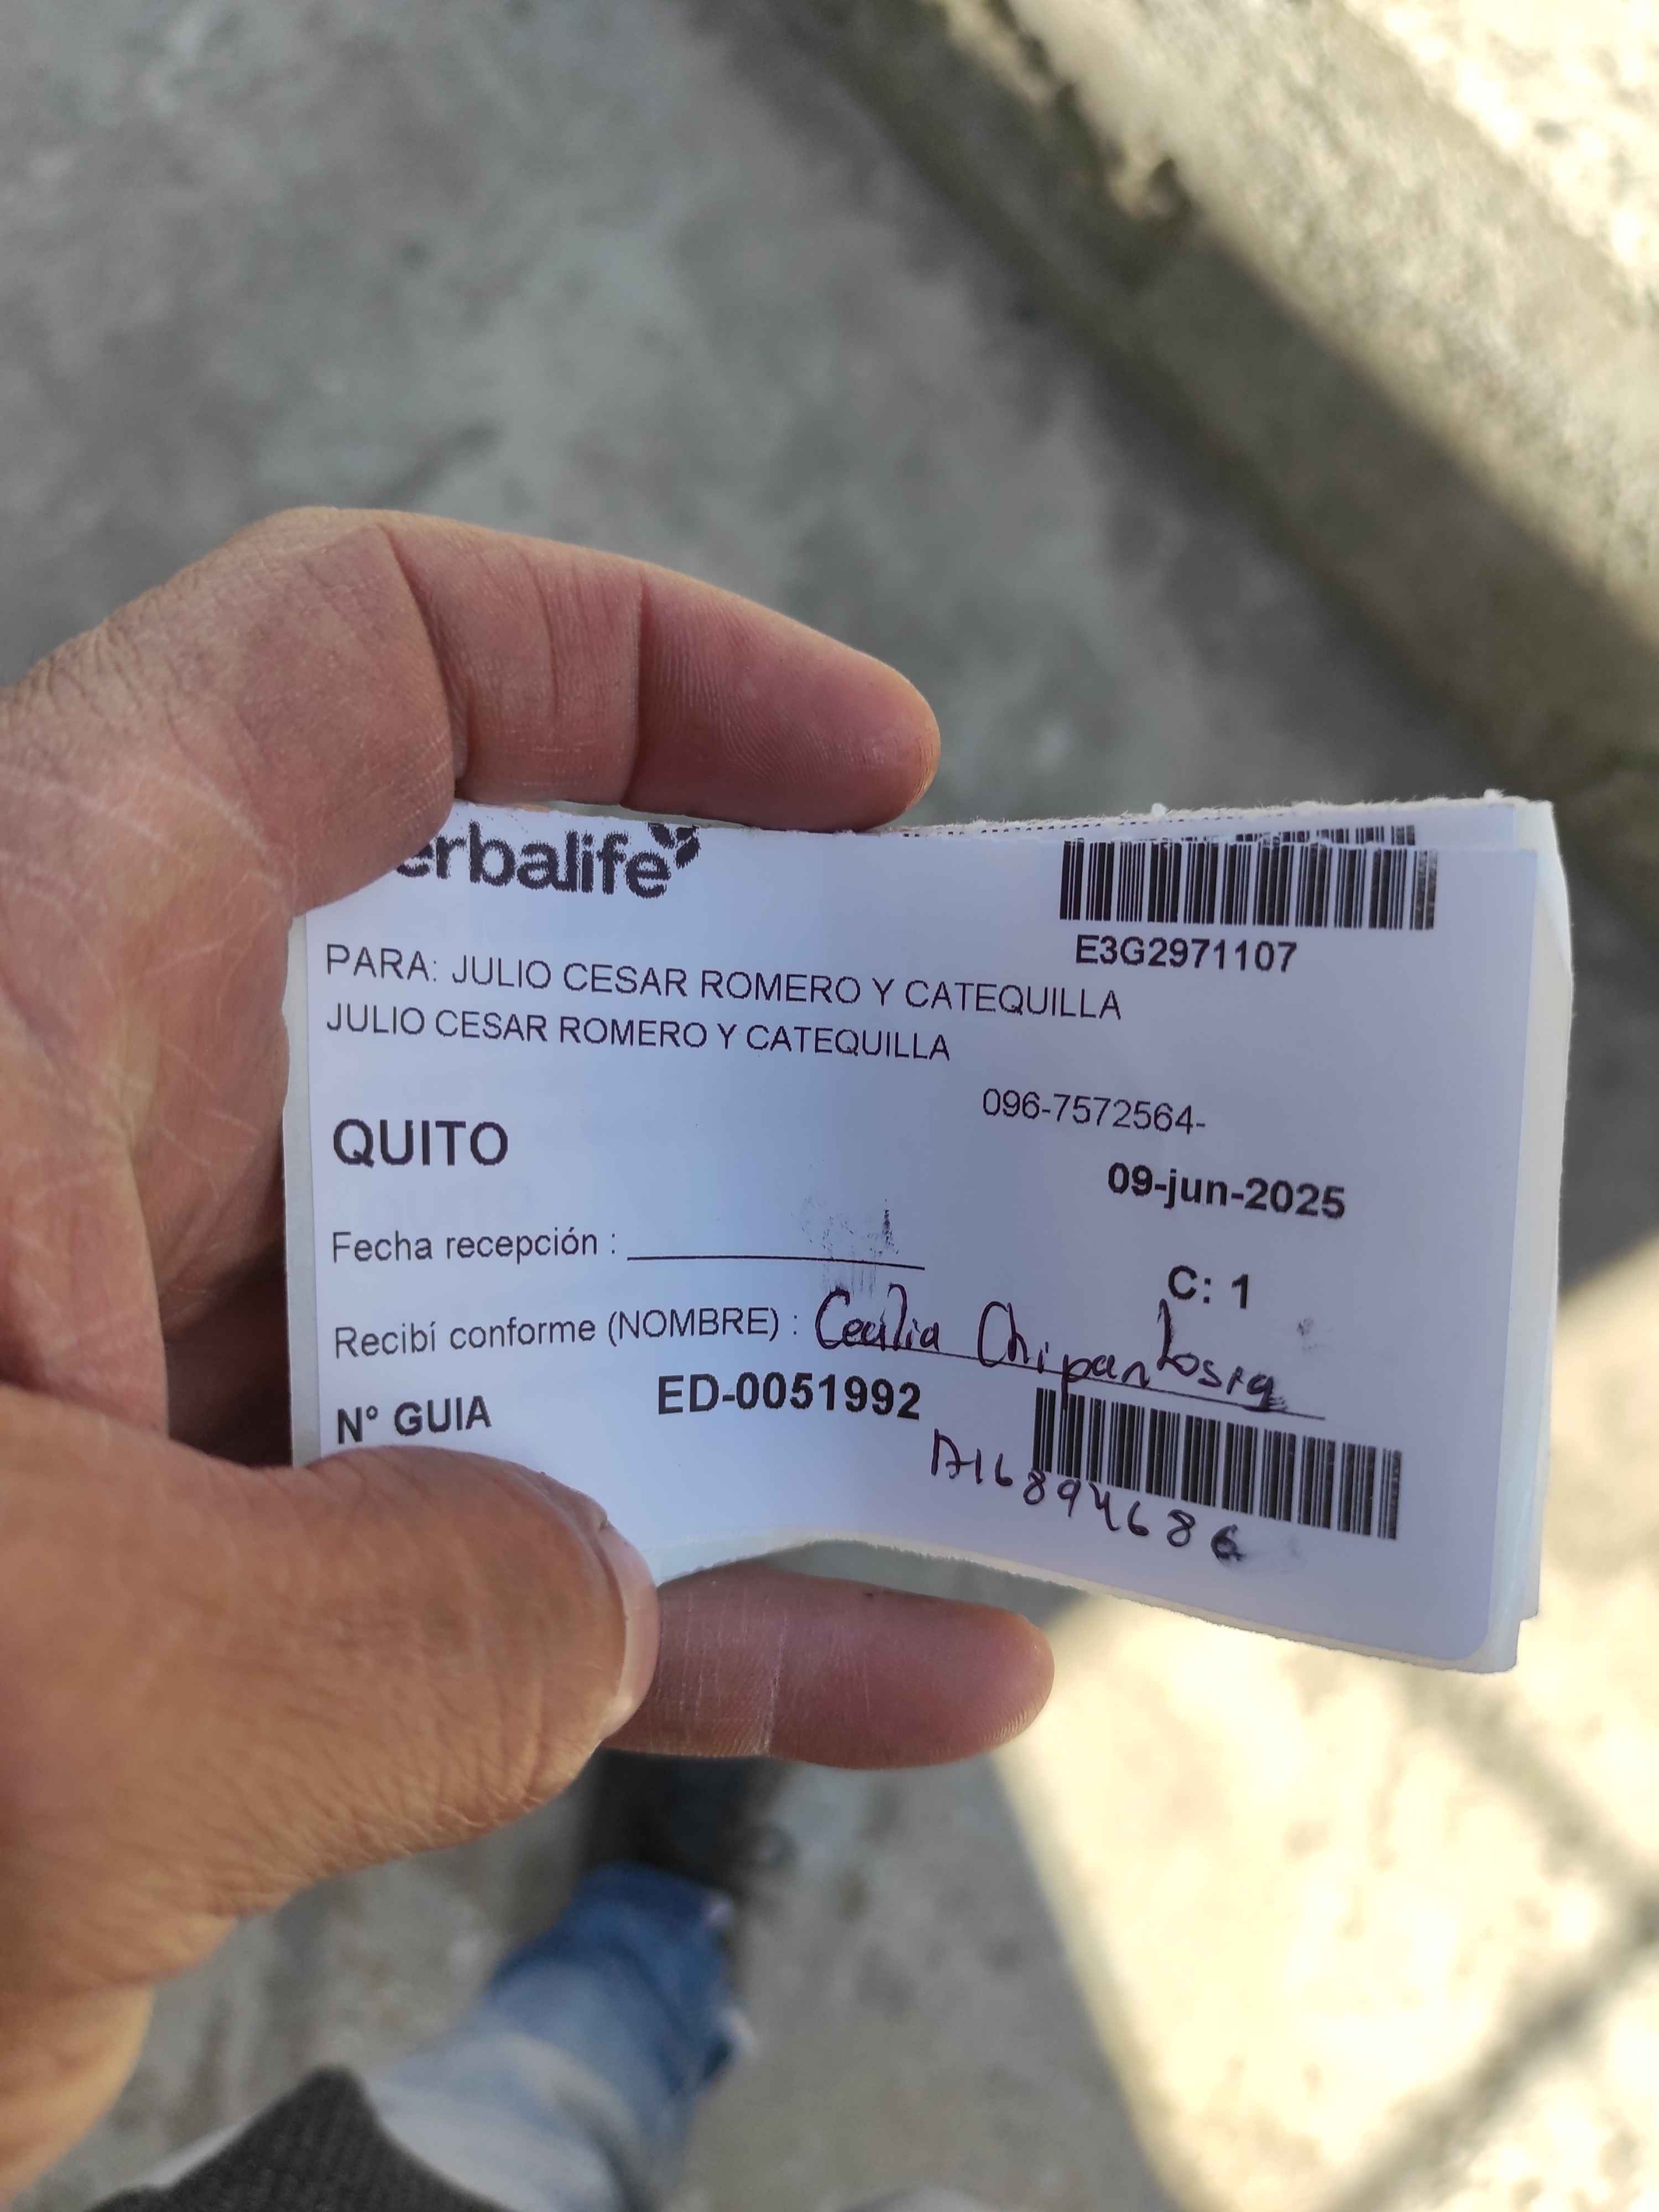 erbalife
E3G2971107
PARA: JULIO CESAR ROMERO Y CATEQUILLA
JULIO CESAR ROMERO Y CATEQUILLA
096-7572564-
QUITO
09-jun-2025
Fecha recepción :
C: 1
Recibí conforme (NOMBRE) : Cecilia Chipantosig
Nº GUIA ED-0051992